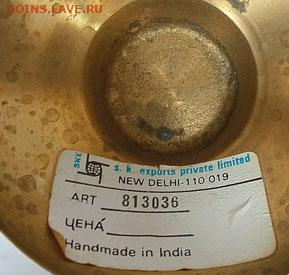 COINS.LAVE.RU
SKE
s. k. exports private limited
NEW DELHI-110 019
ART 813036
ЦЕНА́
Handmade in India